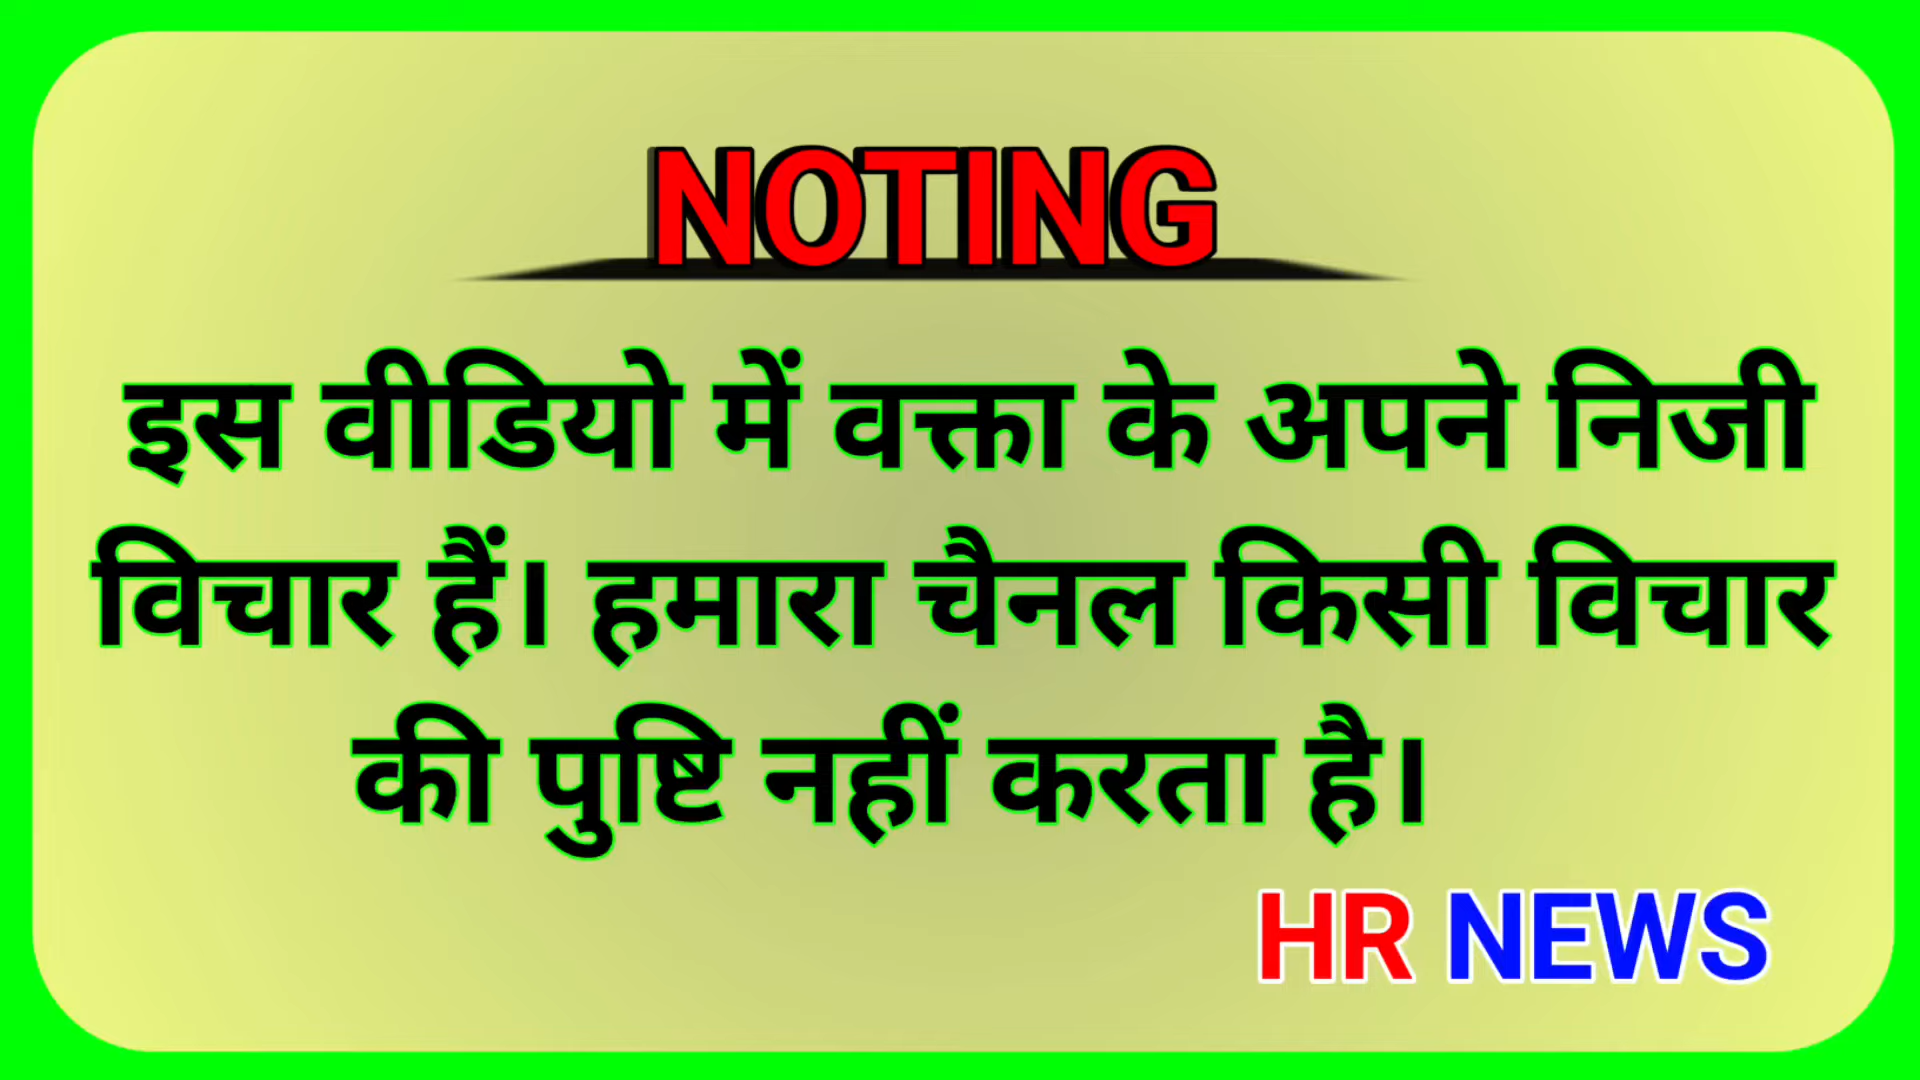 NOTING
इस वीडियो में वक्ता के अपने निजी
विचार हैं। हमारा चैनल किसी विचार
की पुष्टि नहीं करता है।
HR NEWS